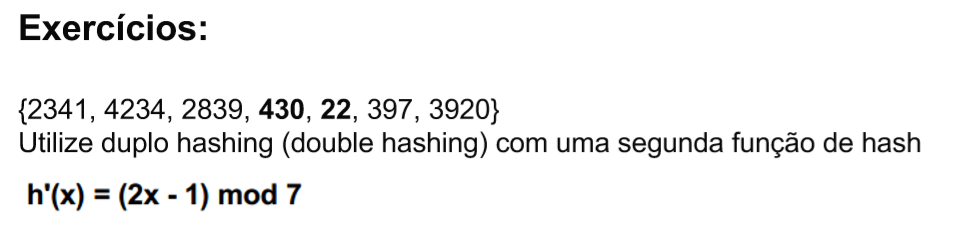 Exercícios:
{2341, 4234, 2839, 430, 22, 397, 3920}
Utilize duplo hashing (double hashing) com uma segunda função de hash
h'(x) = (2x - 1) mod 7